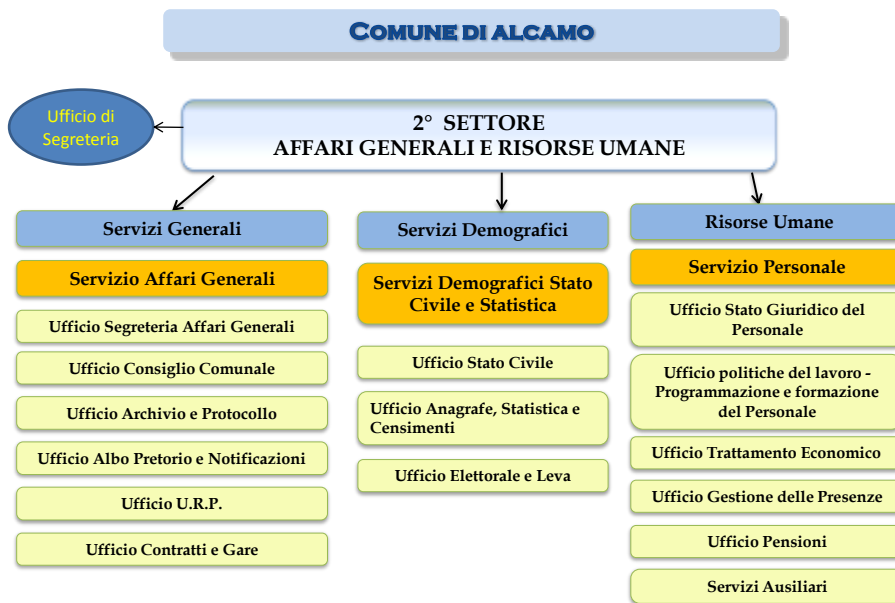 COMUNE DI ALCAMO
Ufficio di
Segreteria
2° SETTORE
AFFARI GENERALI E RISORSE UMANE
Servizi Generali
Servizio Affari Generali
Ufficio Segreteria Affari Generali
Ufficio Consiglio Comunale
Ufficio Archivio e Protocollo
Ufficio Albo Pretorio e Notificazioni
Ufficio U.R.P.
Ufficio Contratti e Gare
Servizi Demografici
Servizi Demografici Stato
Civile e Statistica
Ufficio Stato Civile
Ufficio Anagrafe, Statistica e
Censimenti
Ufficio Elettorale e Leva
Risorse Umane
Servizio Personale
Ufficio Stato Giuridico del
Personale
Ufficio politiche del lavoro -
Programmazione e formazione
del Personale
Ufficio Trattamento Economico
Ufficio Gestione delle Presenze
Ufficio Pensioni
Servizi Ausiliari